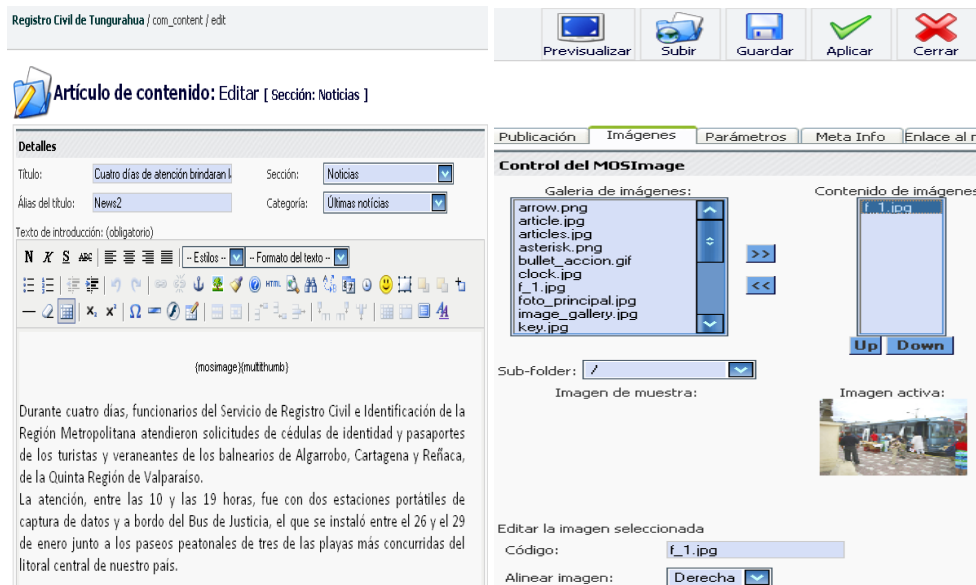 Registro Civil de Tungurahua / com_content / edit
Previsualizar Subir Guardar Aplicar Cerrar
Artículo de contenido: Editar [ Sección: Noticias ]
Detalles
Título: Cuatro días de atención brindaran l
Sección: Noticias
Álias del título: News2
Categoría: Últimas noticias
Texto de introducción: (obligatorio)
N X S ABC -- Estilos -- -- Formato del texto --
HTML
{mosimage}{multithumb}
Durante cuatro días, funcionarios del Servicio de Registro Civil e Identificación de la
Región Metropolitana atendieron solicitudes de cédulas de identidad y pasaportes
de los turistas y veraneantes de los balnearios de Algarrobo, Cartagena y Reñaca,
de la Quinta Región de Valparaíso.
La atención, entre las 10 y las 19 horas, fue con dos estaciones portátiles de
captura de datos y a bordo del Bus de Justicia, el que se instaló entre el 26 y el 29
de enero junto a los paseos peatonales de tres de las playas más concurridas del
litoral central de nuestro país.
Publicación Imágenes Parámetros Meta Info Enlace al
Control del MOSImage
Galeria de imágenes: Contenido de imágenes
arrow.png
article.jpg
articles.jpg
asterisk.png
bullet_accion.gif
clock.jpg
f_1.jpg
foto_principal.jpg
image_gallery.jpg
key.jpg
>>
<<
f_1.jpg
Up Down
Sub-folder: /
Imagen de muestra: Imagen activa:
Editar la imagen seleccionada
Código: f_1.jpg
Alinear imagen: Derecha